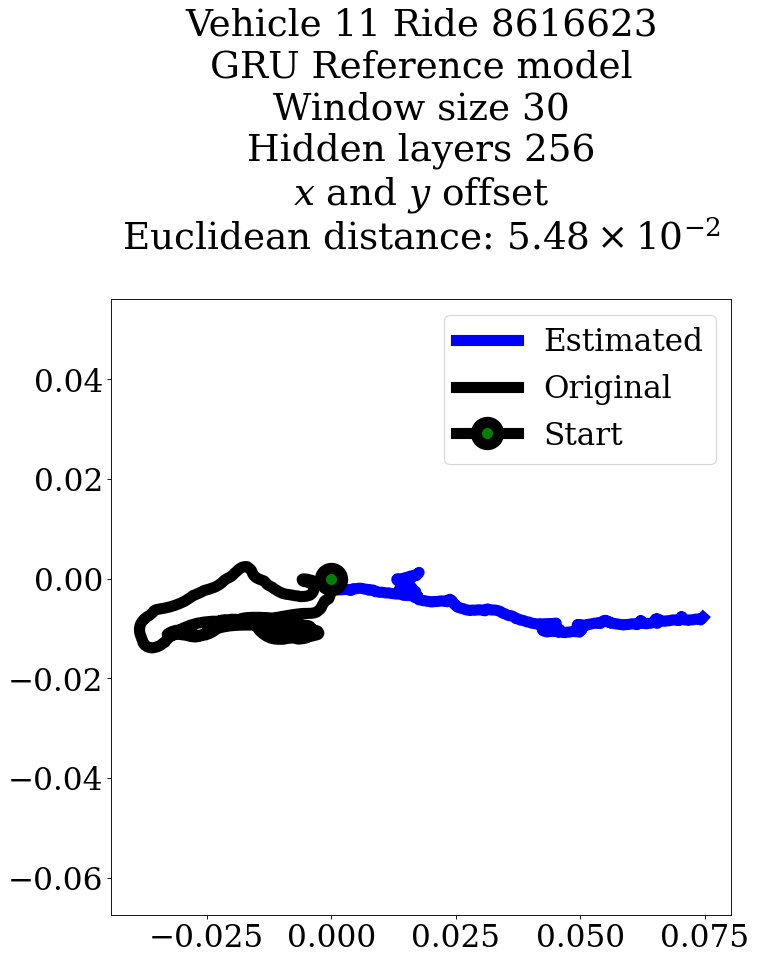 Vehicle 11 Ride 8616623
GRU Reference model
Window size 30
Hidden layers 256
x and y offset
Euclidean distance: 5.48 × 10⁻²
Estimated
Original
Start
0.04
0.02
0.00
−0.02
−0.04
−0.06
−0.025 0.000 0.025 0.050 0.075